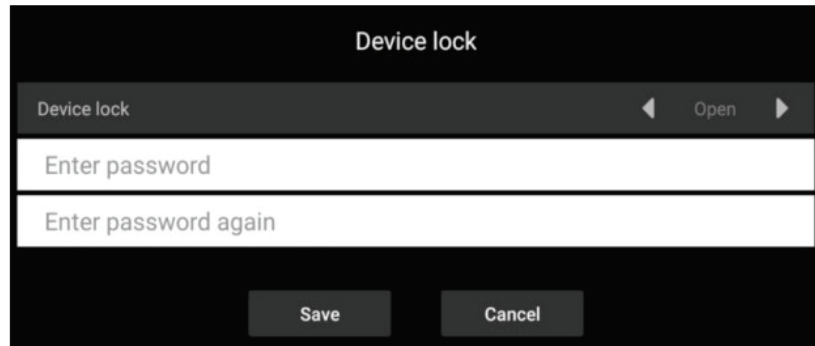 Device lock
Device lock Open
Enter password
Enter password again
Save Cancel